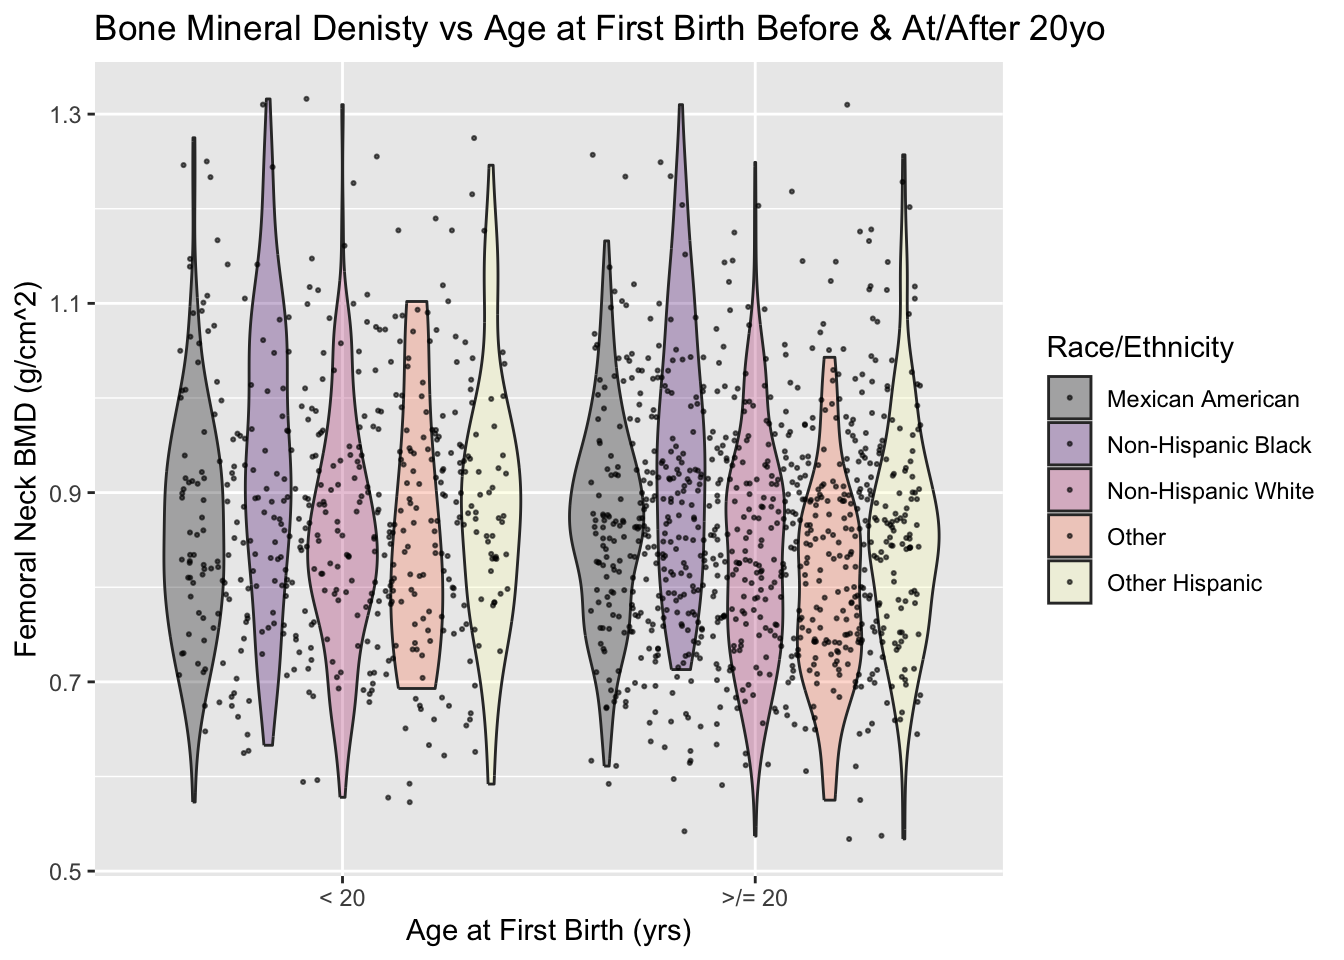 Bone Mineral Denisty vs Age at First Birth Before & At/After 20yo
Femoral Neck BMD (g/cm^2)
1.3
1.1
0.9
0.7
0.5
< 20
>/= 20
Age at First Birth (yrs)
Race/Ethnicity
Mexican American
Non-Hispanic Black
Non-Hispanic White
Other
Other Hispanic